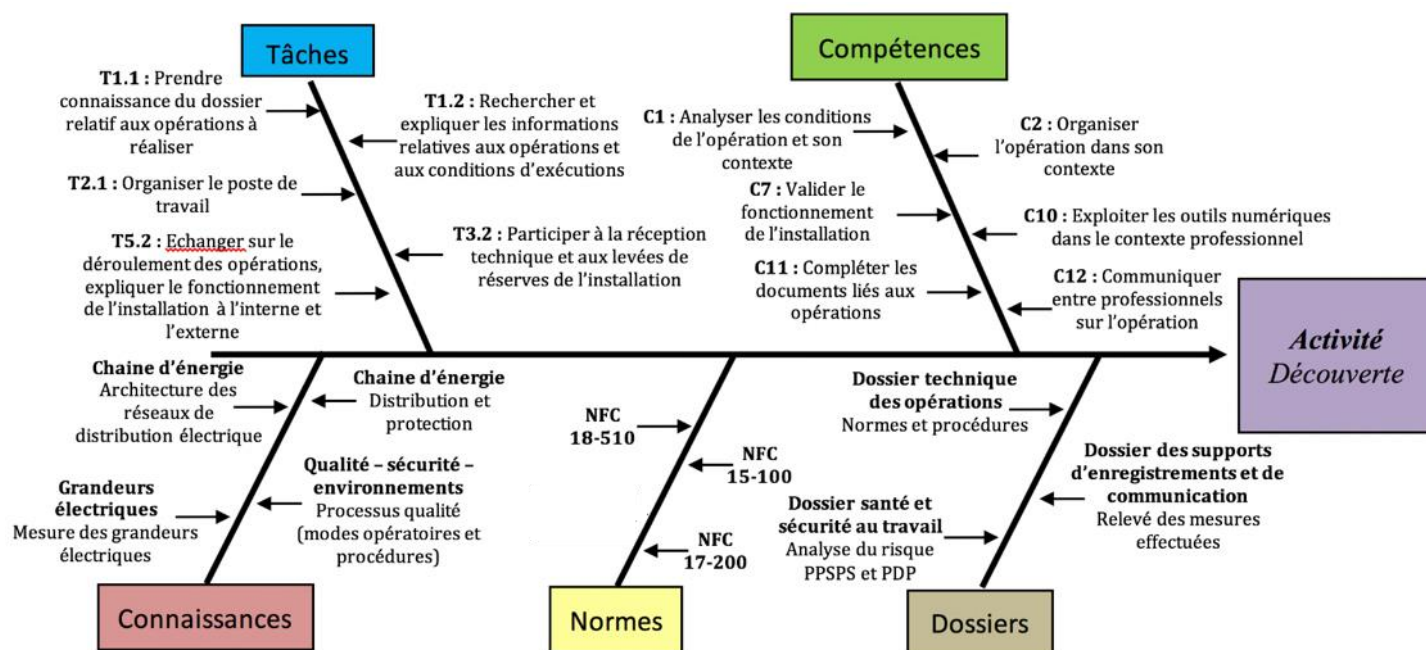 Tâches
T1.1 : Prendre
connaissance du dossier
relatif aux opérations à
réaliser
T1.2 : Rechercher et
expliquer les informations
relatives aux opérations et
aux conditions d'exécutions
T2.1 : Organiser le poste de
travail
T5.2 : Echanger sur le
déroulement des opérations,
expliquer le fonctionnement
de l'installation à l'interne et
l'externe
T3.2 : Participer à la réception
technique et aux levées de
réserves de l'installation
Compétences
C1 : Analyser les conditions
de l'opération et son
contexte
C2 : Organiser
l'opération dans son
contexte
C7 : Valider le
fonctionnement
de l'installation
C10 : Exploiter les outils numériques
dans le contexte professionnel
C11 : Compléter les
documents liés aux
opérations
C12 : Communiquer
entre professionnels
sur l'opération
Activité
Découverte
Chaine d'énergie
Architecture des
réseaux de
distribution électrique
Chaine d'énergie
Distribution et
protection
Grandeurs
électriques
Mesure des grandeurs
électriques
Qualité – sécurité –
environnements
Processus qualité
(modes opératoires et
procédures)
Connaissances
NFC
18-510
NFC
15-100
NFC
17-200
Normes
Dossier technique
des opérations
Normes et procédures
Dossier des supports
d'enregistrements et de
communication
Relevé des mesures
effectuées
Dossier santé et
sécurité au travail
Analyse du risque
PPSPS et PDP
Dossiers